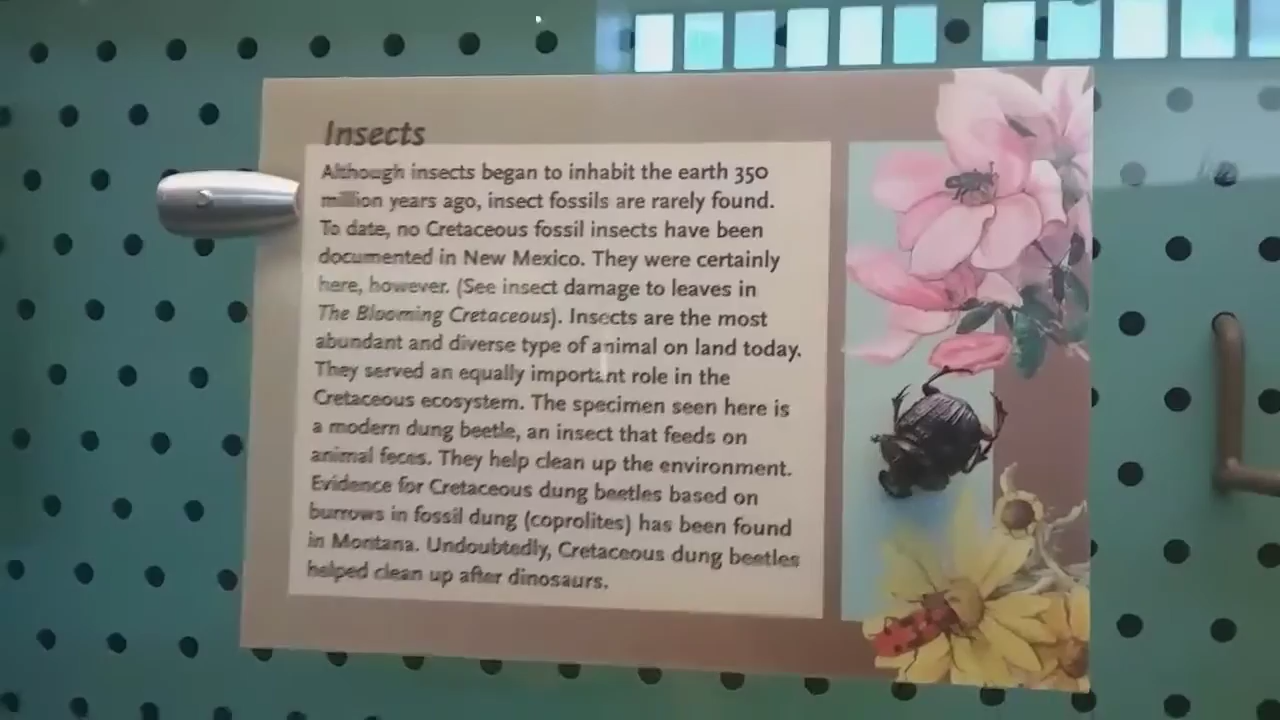 Insects
Although insects began to inhabit the earth 350
million years ago, insect fossils are rarely found.
To date, no Cretaceous fossil insects have been
documented in New Mexico. They were certainly
here, however. (See insect damage to leaves in
The Blooming Cretaceous). Insects are the most
abundant and diverse type of animal on land today.
They served an equally important role in the
Cretaceous ecosystem. The specimen seen here is
a modern dung beetle, an insect that feeds on
animal feces. They help clean up the environment.
Evidence for Cretaceous dung beetles based on
burrows in fossil dung (coprolites) has been found
in Montana. Undoubtedly, Cretaceous dung beetles
helped clean up after dinosaurs.